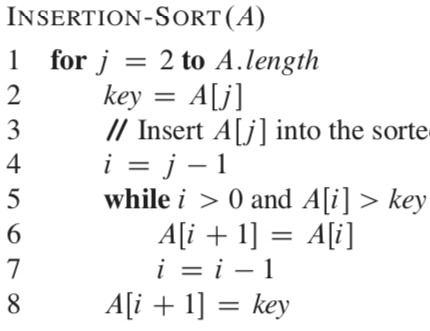 INSERTION-SORT(A)
1 for j = 2 to A.length
2 key = A[j]
3 // Insert A[j] into the sorte
4 i = j − 1
5 while i > 0 and A[i] > key
6 A[i + 1] = A[i]
7 i = i − 1
8 A[i + 1] = key